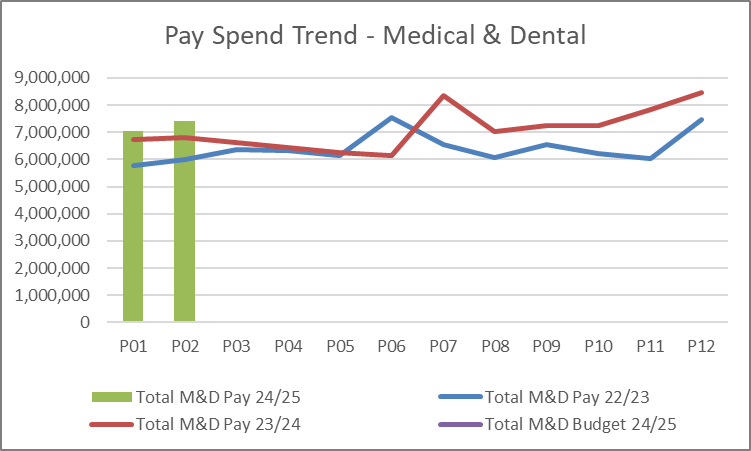 Pay Spend Trend - Medical & Dental
9,000,000
8,000,000
7,000,000
6,000,000
5,000,000
4,000,000
3,000,000
2,000,000
1,000,000
0
P01 P02 P03 P04 P05 P06 P07 P08 P09 P10 P11 P12
Total M&D Pay 24/25 Total M&D Pay 22/23
Total M&D Pay 23/24 Total M&D Budget 24/25